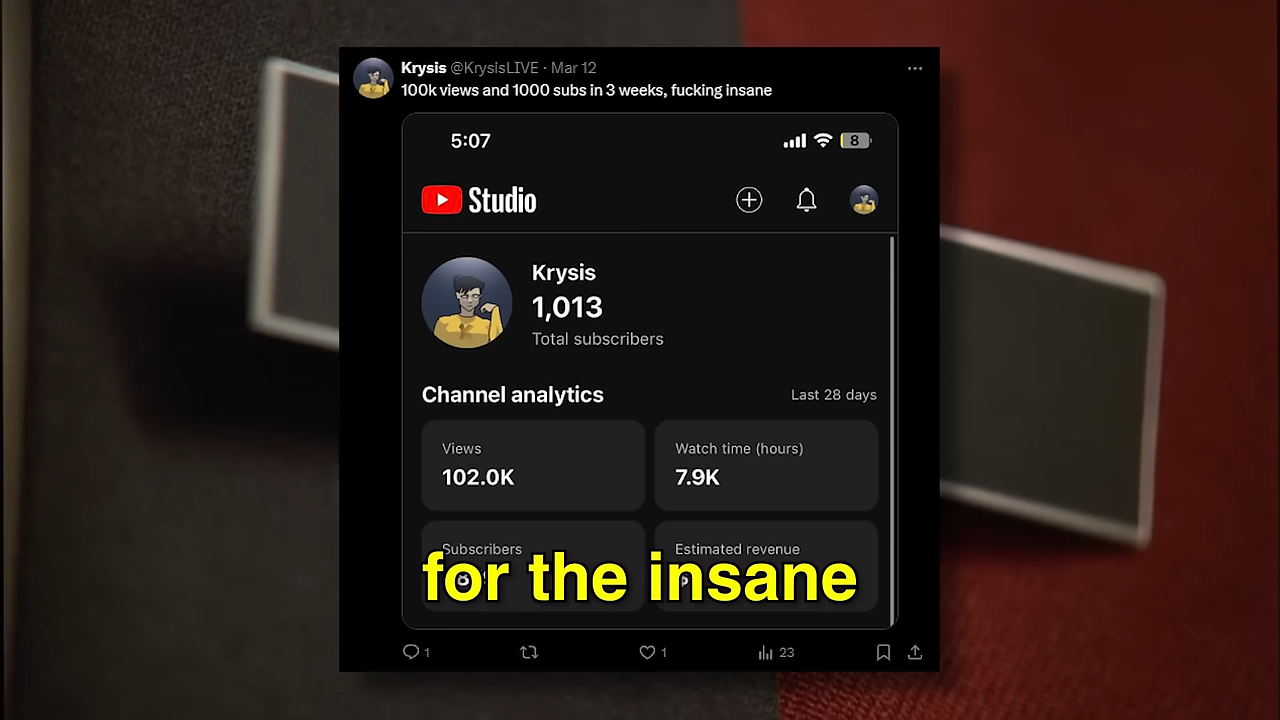 Krysis @KrysisLIVE · Mar 12
100k views and 1000 subs in 3 weeks, fucking insane
5:07
8
Studio
Krysis
1,013
Total subscribers
Channel analytics
Last 28 days
Views
Watch time (hours)
102.0K
7.9K
Subscribers
Estimated revenue
for the insane
1
1
23